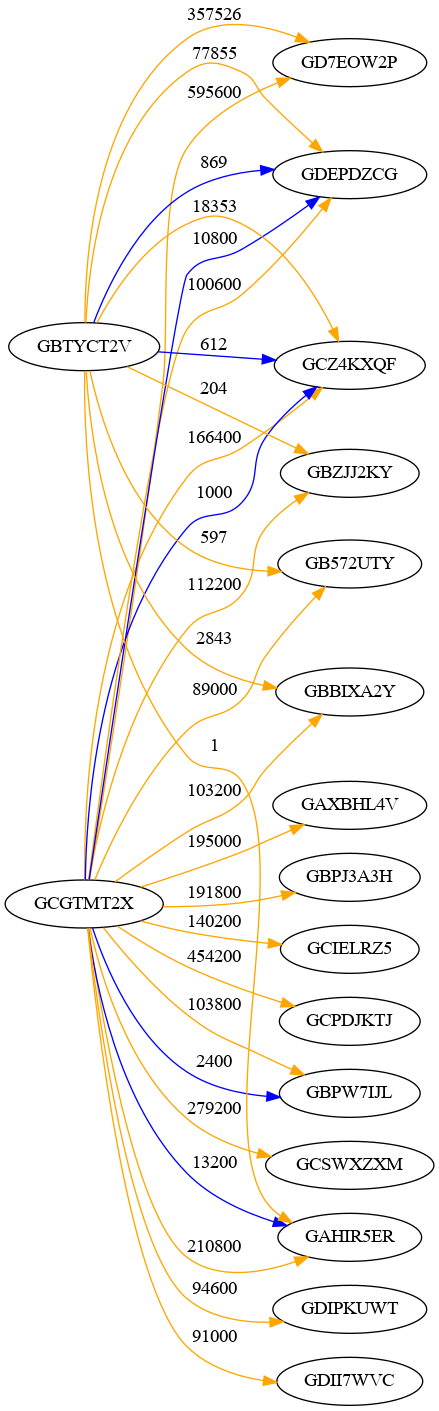 357526
77855
595600
GD7EOW2P
869
GDEPDZCG
18353
10800
100600
GBTYCT2V
612
GCZ4KXQF
204
166400
GBZJJ2KY
1000
597
GB572UTY
112200
2843
89000
GBBIXA2Y
1
103200
195000
GAXBHL4V
191800
GBPJ3A3H
GCGTMT2X
140200
GCIELRZ5
454200
GCPDJKTJ
103800
2400
GBPW7IJL
279200
13200
GCSWXZXM
210800
GAHIR5ER
94600
GDIPKUWT
91000
GDII7WVC